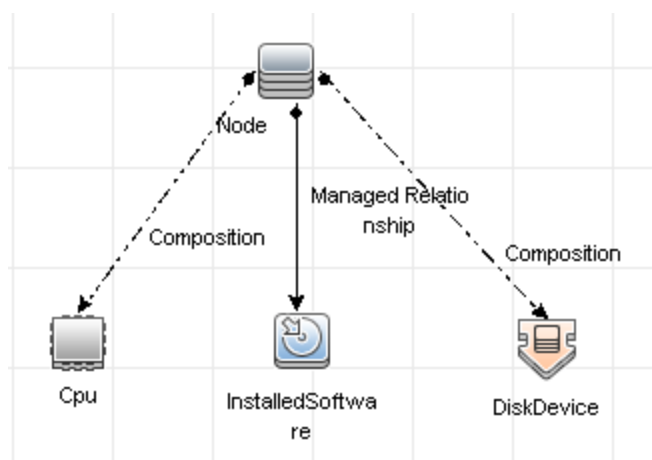 Node
Managed Relatio
nship
Composition
Composition
Cpu
InstalledSoftwa
re
DiskDevice